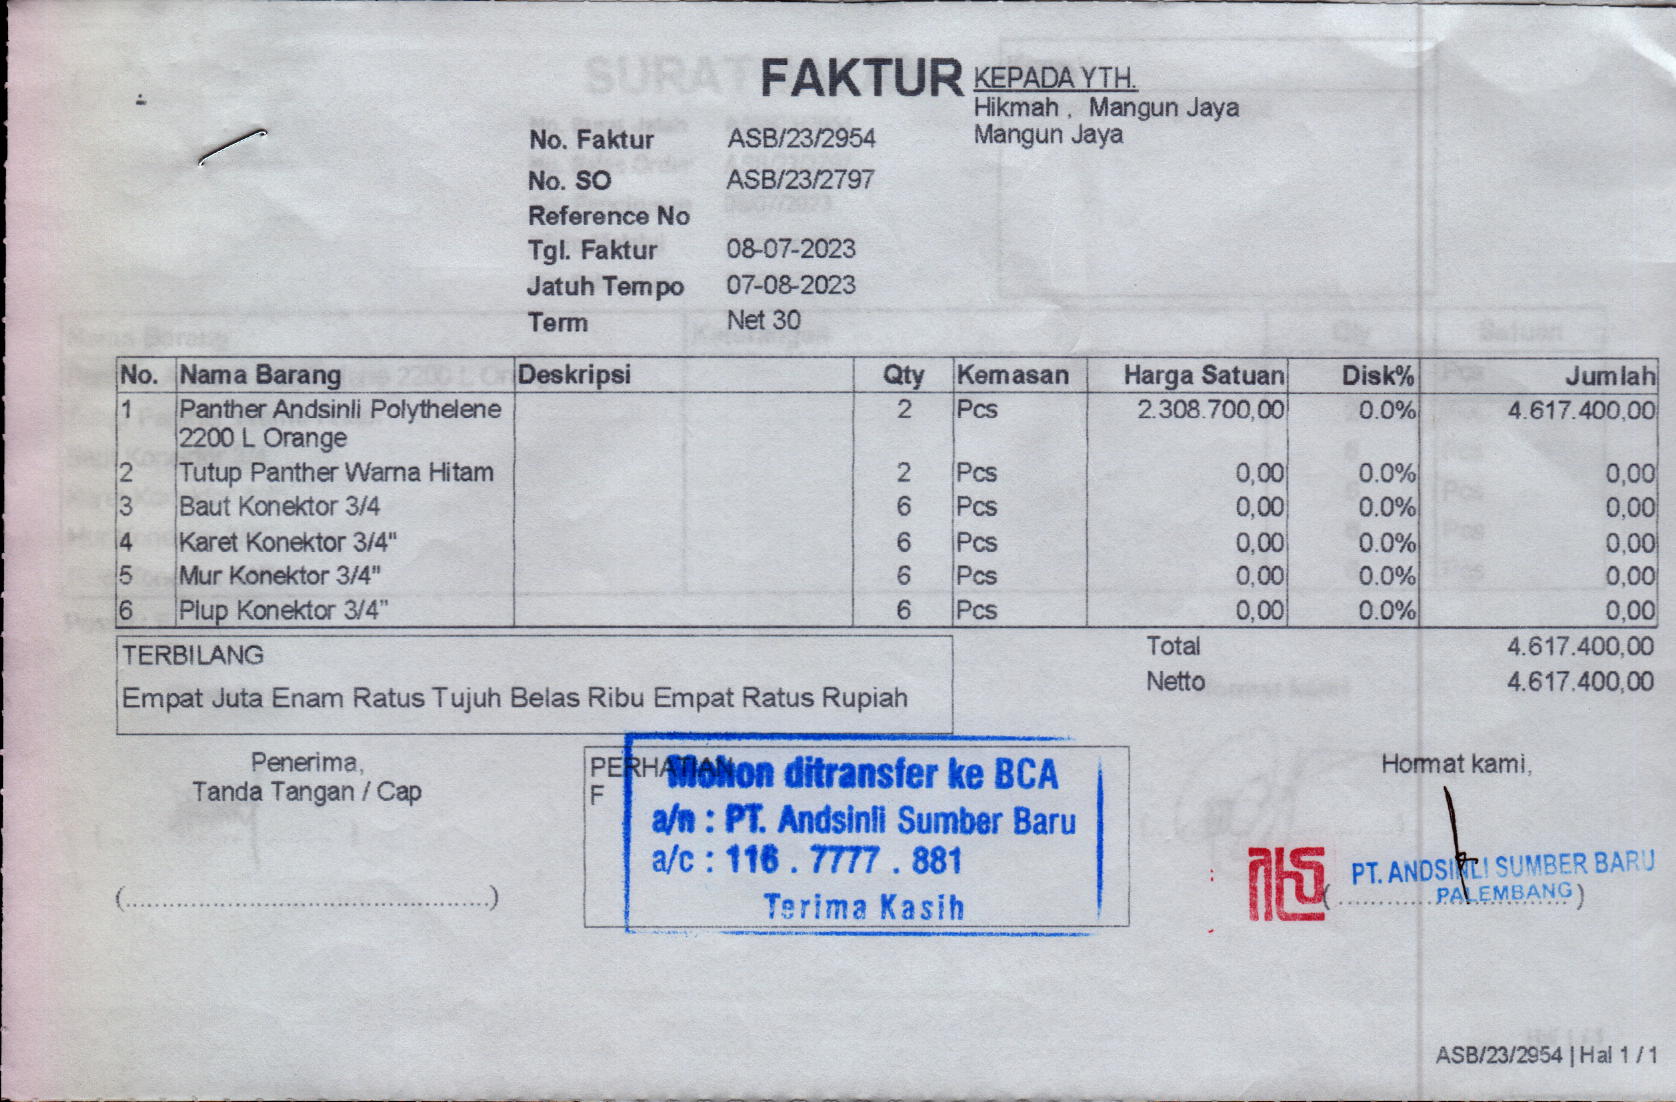 FAKTUR
KEPADA YTH.
Hikmah , Mangun Jaya
Mangun Jaya
No. Faktur ASB/23/2954
No. SO ASB/23/2797
Reference No
Tgl. Faktur 08-07-2023
Jatuh Tempo 07-08-2023
Term Net 30
No. Nama Barang Deskripsi Qty Kemasan Harga Satuan Disk% Jumlah
1 Panther Andsinli Polythelene 2 Pcs 2.308.700,00 0.0% 4.617.400,00
2200 L Orange
2 Tutup Panther Warna Hitam 2 Pcs 0,00 0.0% 0,00
3 Baut Konektor 3/4 6 Pcs 0,00 0.0% 0,00
4 Karet Konektor 3/4" 6 Pcs 0,00 0.0% 0,00
5 Mur Konektor 3/4" 6 Pcs 0,00 0.0% 0,00
6 Plup Konektor 3/4" 6 Pcs 0,00 0.0% 0,00
Total 4.617.400,00
Netto 4.617.400,00
TERBILANG
Empat Juta Enam Ratus Tujuh Belas Ribu Empat Ratus Rupiah
Penerima,
Tanda Tangan / Cap
(..................................................)
PERHATIAN
F
Mohon ditransfer ke BCA
a/n : PT. Andsinli Sumber Baru
a/c : 116 . 7777 . 881
Terima Kasih
Hormat kami,
PT. ANDSINLI SUMBER BARU
PALEMBANG
ASB/23/2954 | Hal 1 / 1